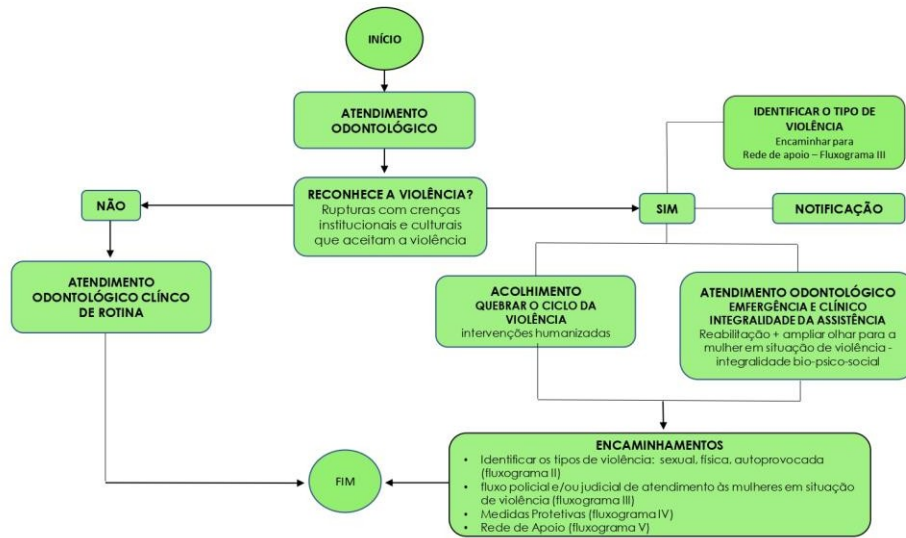 INÍCIO
ATENDIMENTO
ODONTOLÓGICO
IDENTIFICAR O TIPO DE
VIOLÊNCIA
Encaminhar para
Rede de apoio – Fluxograma III
NÃO
RECONHECE A VIOLÊNCIA?
Rupturas com crenças
institucionais e culturais
que aceitam a violência
SIM
NOTIFICAÇÃO
ATENDIMENTO
ODONTOLÓGICO CLÍNCO
DE ROTINA
ACOLHIMENTO
QUEBRAR O CICLO DA
VIOLÊNCIA
intervenções humanizadas
ATENDIMENTO ODONTOLÓGICO
EMFERGÊNCIA E CLÍNICO
INTEGRALIDADE DA ASSISTÊNCIA
Reabilitação + ampliar olhar para a
mulher em situação de violência -
integralidade bio-psico-social
ENCAMINHAMENTOS
• Identificar os tipos de violência: sexual, física, autoprovocada
(fluxograma II)
• fluxo policial e/ou judicial de atendimento às mulheres em situação
de violência (fluxograma III)
• Medidas Protetivas (fluxograma IV)
• Rede de Apoio (fluxograma V)
FIM